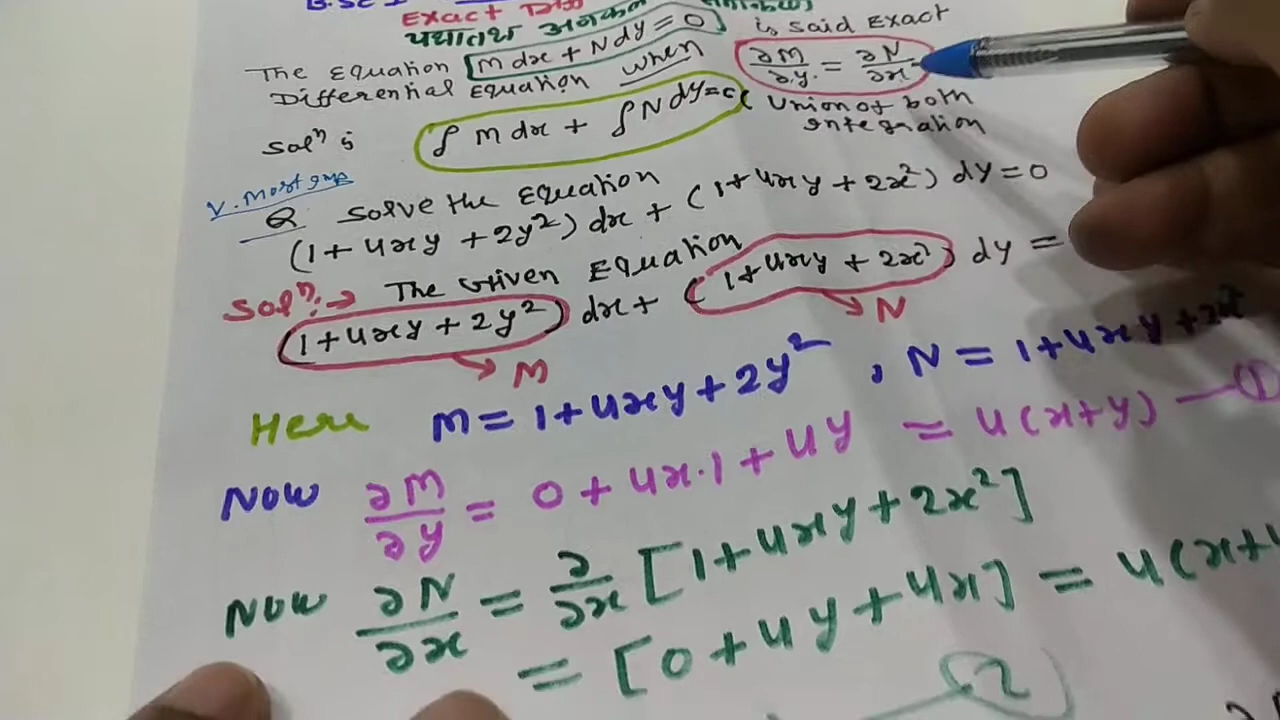 Exact
यथातथ
The Equation Mdx + Ndy = 0 is said Exact
Differential Equation when ∂M/∂y. = ∂N/∂x
Solⁿ is ∫ M dx + ∫ N dy = c ( Union of both
integration
V. most imp
Q Solve the Equation
(1 + 4xy + 2y²) dx + (1 + 4xy + 2x²) dy = 0
Solⁿ: → The Given Equation
(1 + 4xy + 2y²) dx + (1 + 4xy + 2x²) dy =
→ M → N
Here M = 1 + 4xy + 2y² , N = 1 + 4xy + 2x²
Now ∂M/∂y = 0 + 4x·1 + 4y = 4(x+y) — ①
Now ∂N/∂x = ∂/∂x [1 + 4xy + 2x²]
= [0 + 4y + 4x] = 4(x+
2